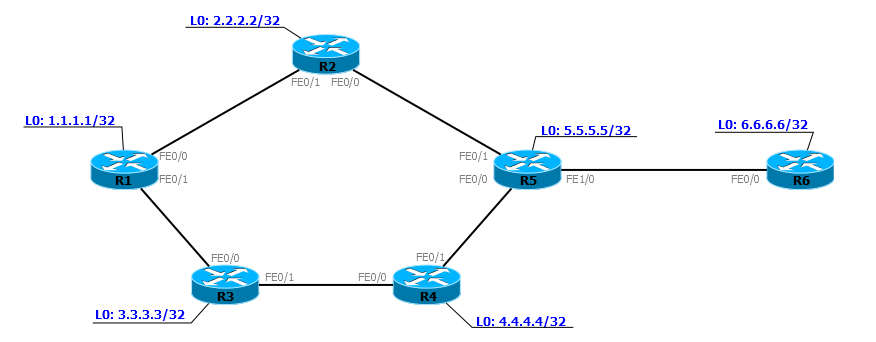 L0: 2.2.2.2/32
R2
FE0/1
FE0/0
L0: 1.1.1.1/32
L0: 5.5.5.5/32
L0: 6.6.6.6/32
FE0/0
R1
FE0/1
FE0/1
FE0/0
R5
FE1/0
FE0/0
R6
FE0/0
R3
FE0/1
L0: 3.3.3.3/32
FE0/1
FE0/0
R4
L0: 4.4.4.4/32